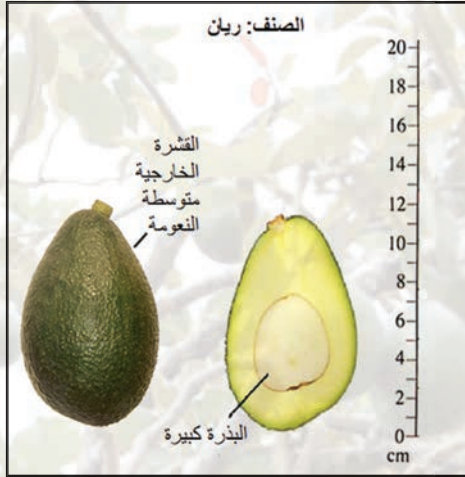 الصنف: ريان
القشرة
الخارجية
متوسطة
النعومة
البذرة كبيرة
20
18
16
14
12
10
8
6
4
2
0
cm